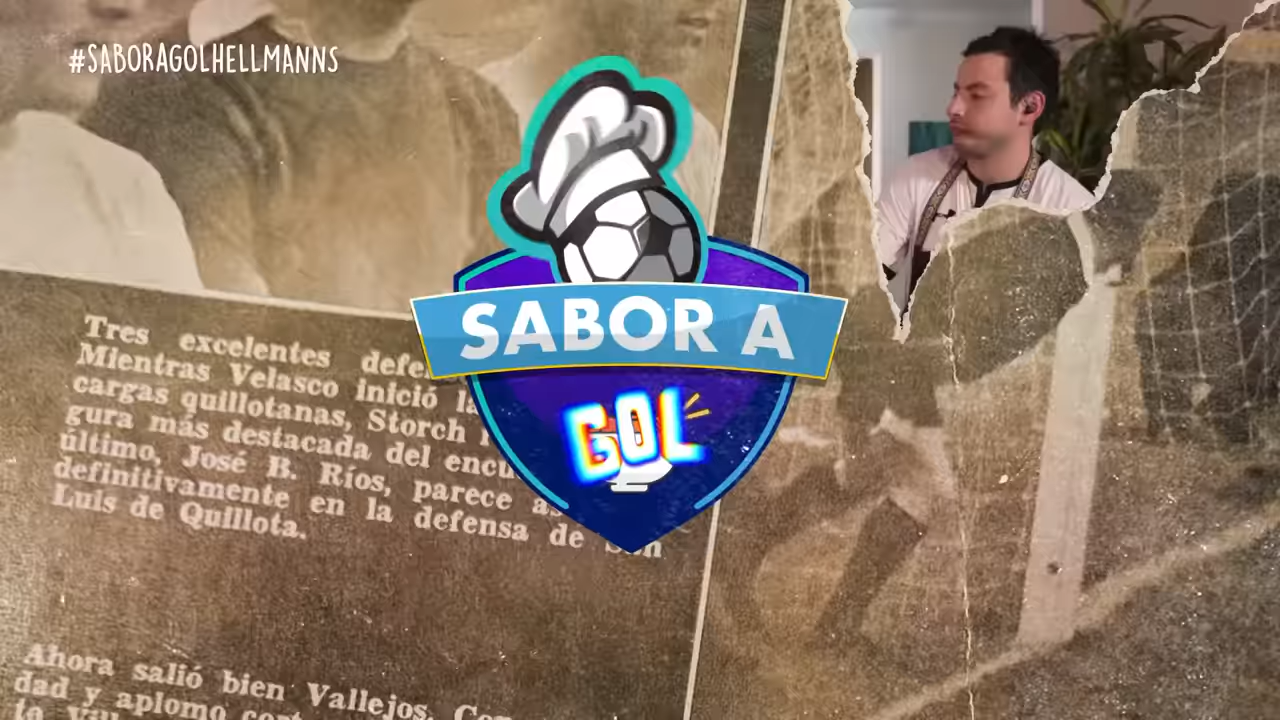 #SABORAGOLHELLMANNS
SABOR A
GOL
Tres excelentes
Mientras Velasco inició
cargas quillotanas, Storch
gura más destacada del
último, José B. Ríos, parece
definitivamente en la defensa de
Luis de Quillota.
Ahora salió bien Vallejos.
dad y aplomo